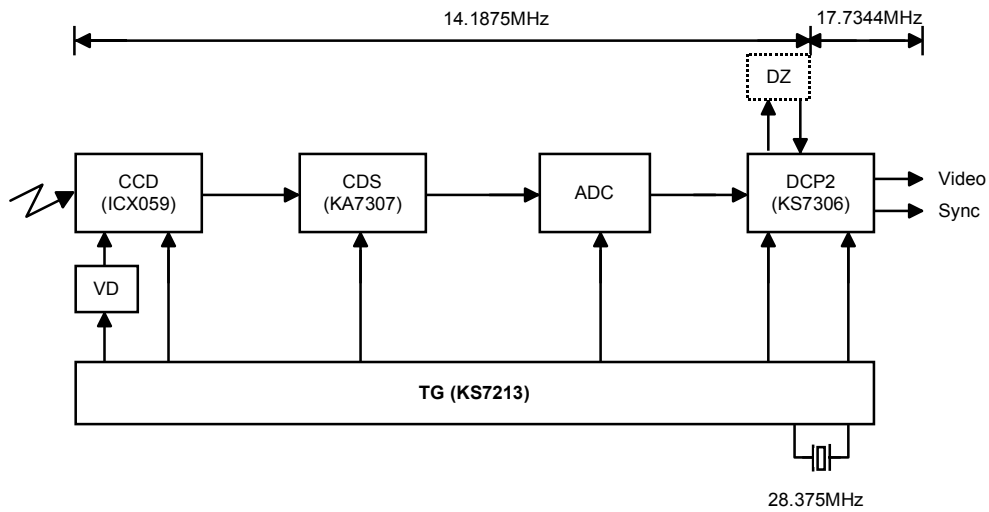 14.1875MHz
17.7344MHz
DZ
CCD
(ICX059)
CDS
(KA7307)
ADC
DCP2
(KS7306)
Video
Sync
VD
TG (KS7213)
28.375MHz